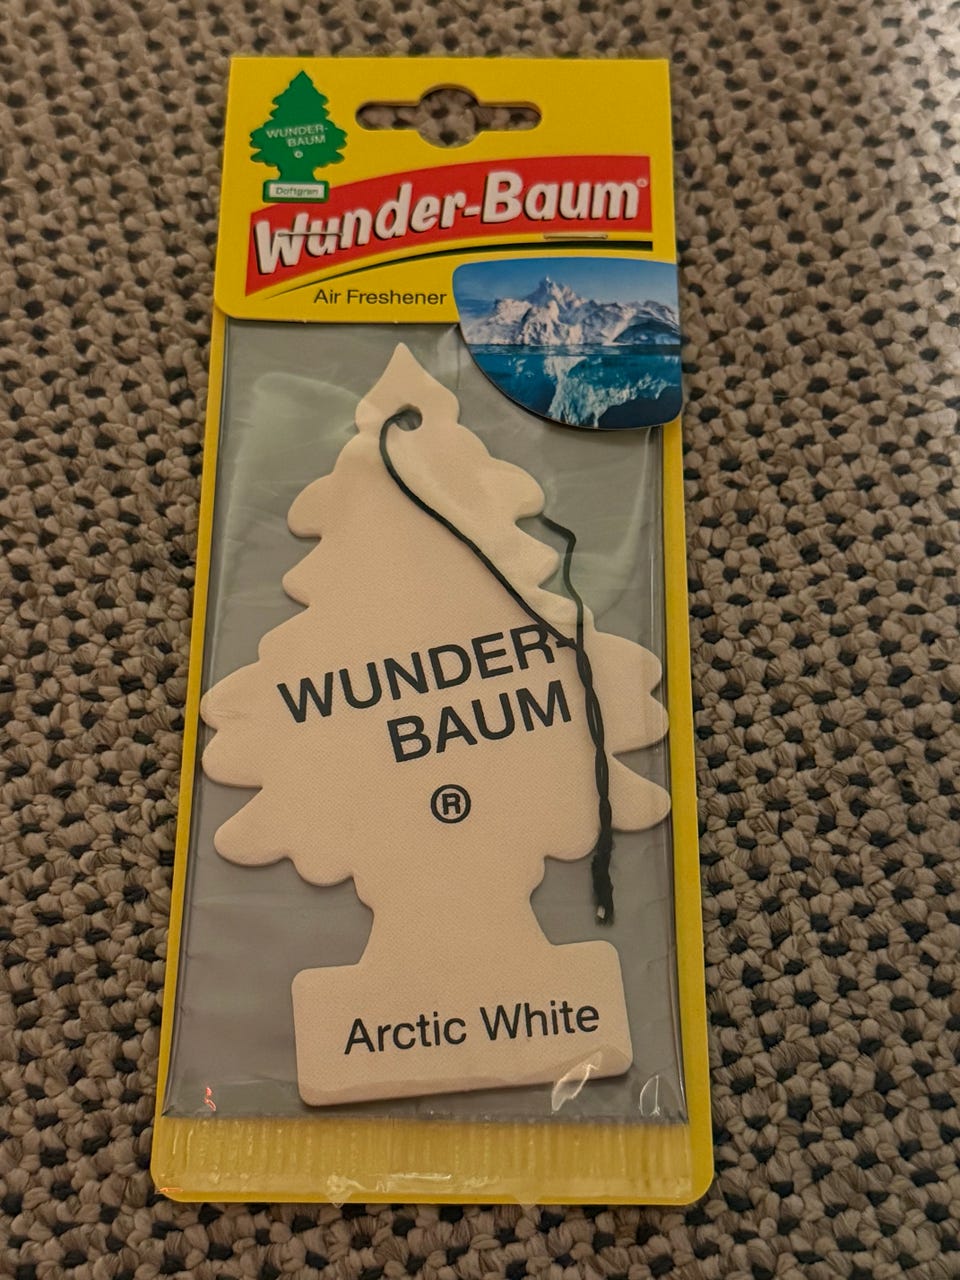 WUNDER-
BAUM
®
Doftgran
Wunder-Baum®
Air Freshener
WUNDER-
BAUM
®
Arctic White